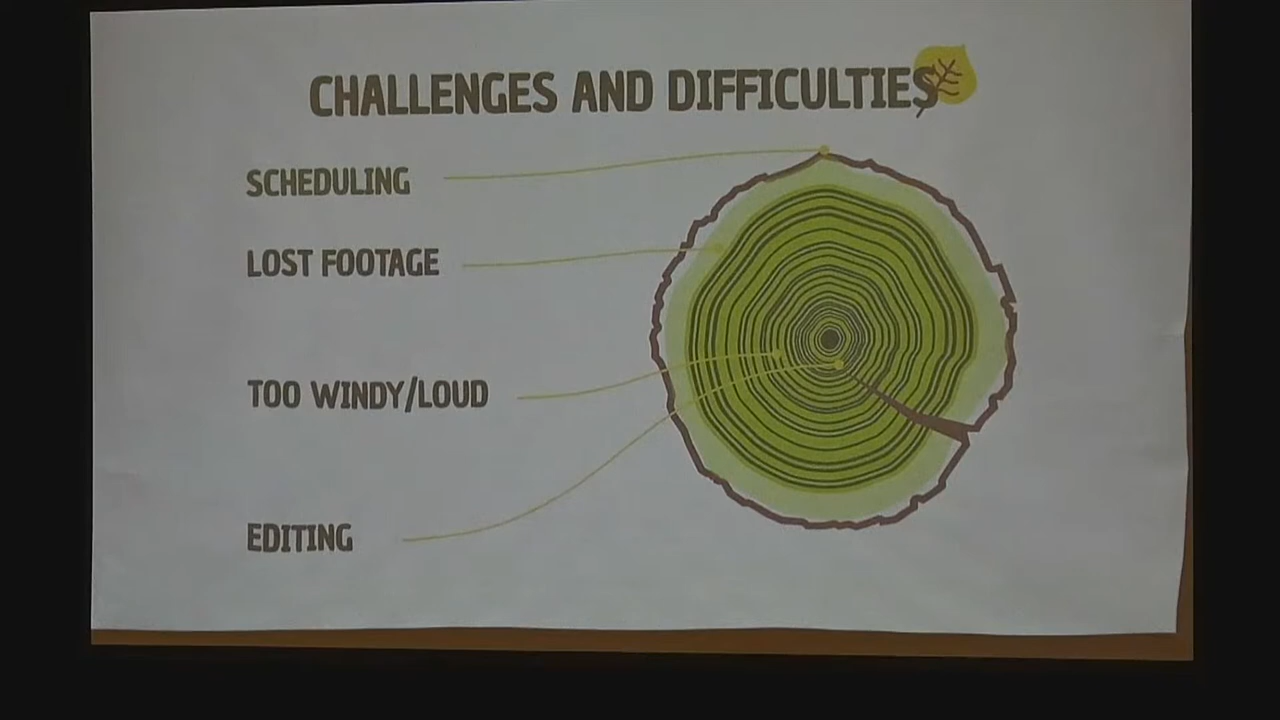 CHALLENGES AND DIFFICULTIES
SCHEDULING
LOST FOOTAGE
TOO WINDY/LOUD
EDITING